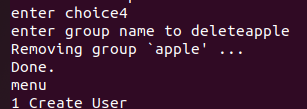 enter choice4
enter group name to deleteapple
Removing group `apple' ...
Done.
menu
1 Create User